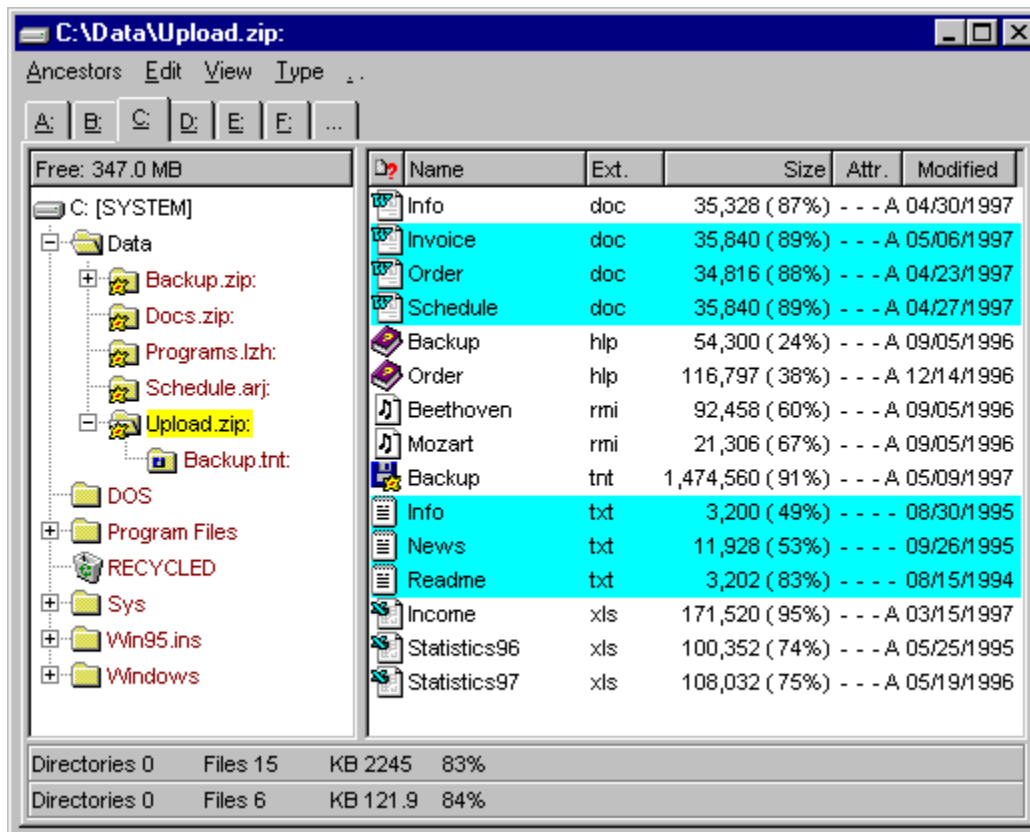 C:\Data\Upload.zip:
Ancestors Edit View Type ..
A: B: C: D: E: F: ...
Free: 347.0 MB
C: [SYSTEM]
Data
Backup.zip:
Docs.zip:
Programs.lzh:
Schedule.arj:
Upload.zip:
Backup.tnt:
DOS
Program Files
RECYCLED
Sys
Win95.ins
Windows
Name Ext. Size Attr. Modified
Info doc 35,328 (87%) - - - A 04/30/1997
Invoice doc 35,840 (89%) - - - A 05/06/1997
Order doc 34,816 (88%) - - - A 04/23/1997
Schedule doc 35,840 (89%) - - - A 04/27/1997
Backup hlp 54,300 (24%) - - - A 09/05/1996
Order hlp 116,797 (38%) - - - A 12/14/1996
Beethoven rmi 92,458 (60%) - - - A 09/05/1996
Mozart rmi 21,306 (67%) - - - A 09/05/1996
Backup tnt 1,474,560 (91%) - - - A 05/09/1997
Info txt 3,200 (49%) - - - - 08/30/1995
News txt 11,928 (53%) - - - - 09/26/1995
Readme txt 3,202 (83%) - - - - 08/15/1994
Income xls 171,520 (95%) - - - A 03/15/1997
Statistics96 xls 100,352 (74%) - - - A 05/25/1995
Statistics97 xls 108,032 (75%) - - - A 05/19/1996
Directories 0 Files 15 KB 2245 83%
Directories 0 Files 6 KB 121.9 84%